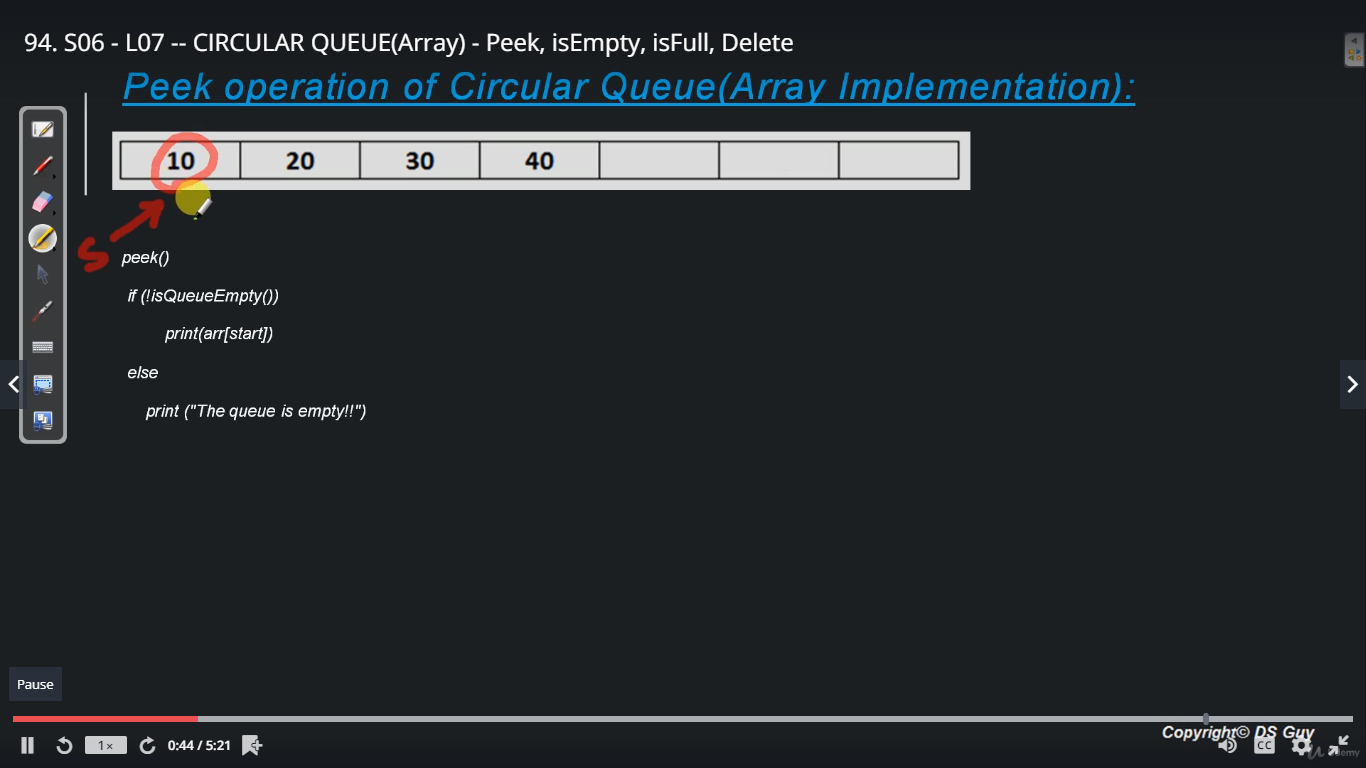 94. S06 - L07 -- CIRCULAR QUEUE(Array) - Peek, isEmpty, isFull, Delete
Peek operation of Circular Queue(Array Implementation):
10 20 30 40
S
peek()
if (!isQueueEmpty())
print(arr[start])
else
print ("The queue is empty!!")
Pause
Copyright© DS Guy
1× 0:44 / 5:21 CC